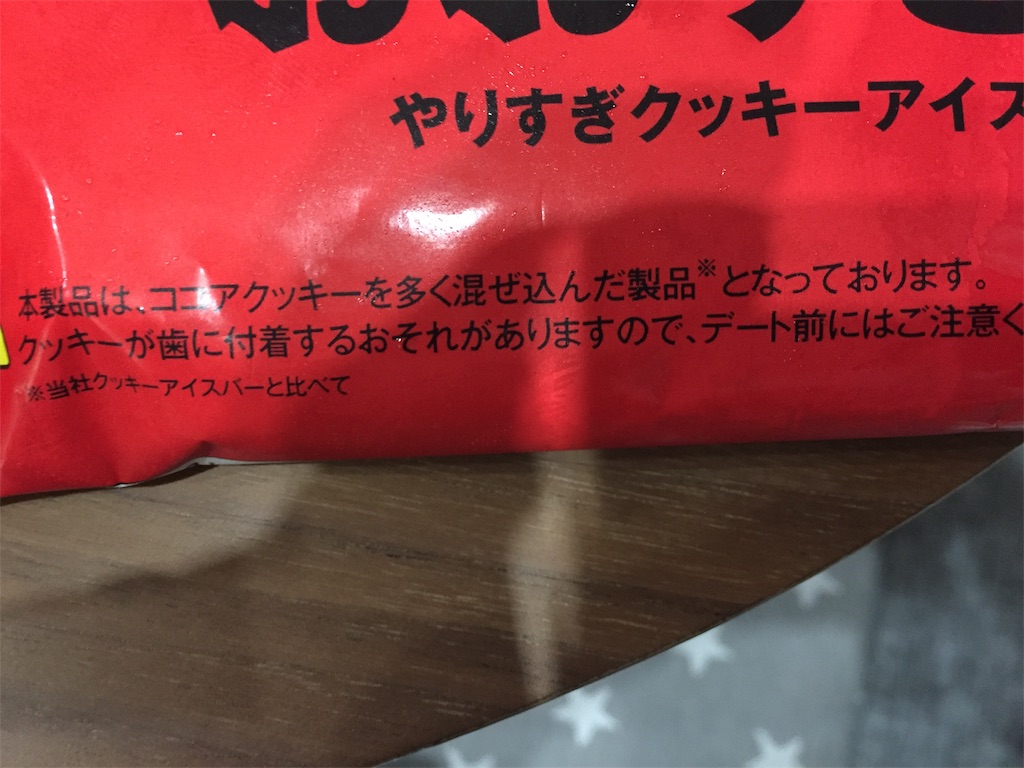 やりすぎクッキーアイス
本製品は、ココアクッキーを多く混ぜ込んだ製品※となっております。
クッキーが歯に付着するおそれがありますので、デート前にはご注意く
※当社クッキーアイスバーと比べて